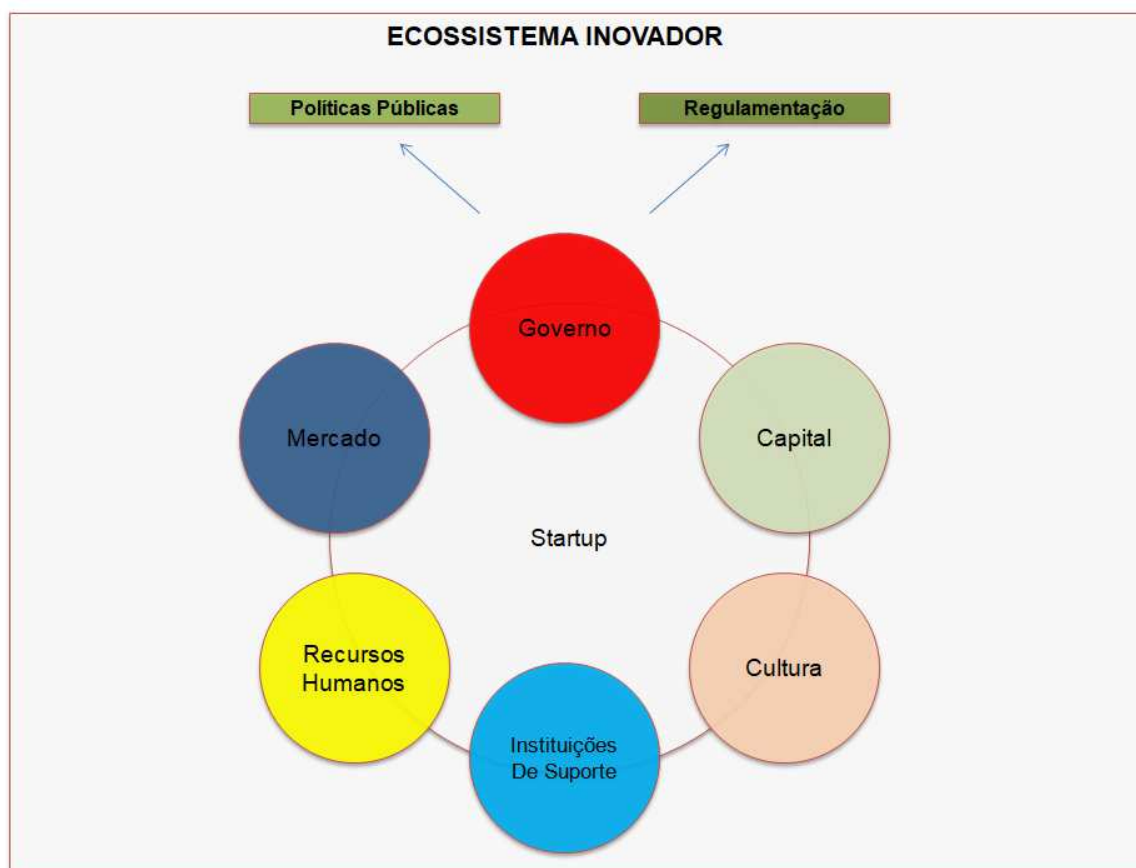 ECOSSISTEMA INOVADOR
Políticas Públicas
Regulamentação
Governo
Mercado
Capital
Startup
Recursos
Humanos
Cultura
Instituições
De Suporte